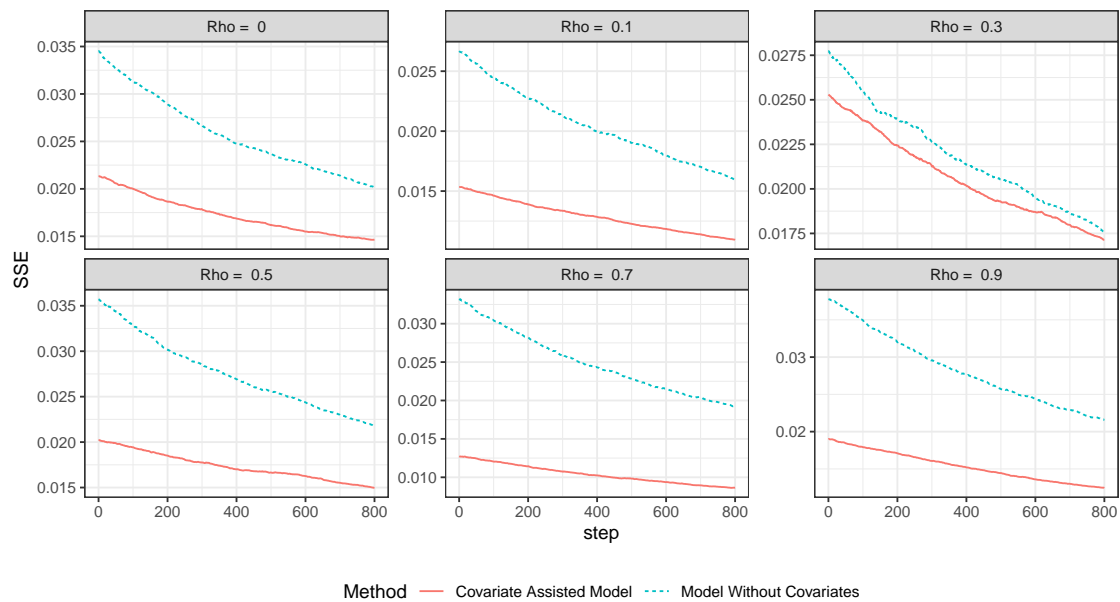 Rho = 0
Rho = 0.1
Rho = 0.3
0.035
0.030
0.025
0.020
0.015
0.025
0.020
0.015
0.0275
0.0250
0.0225
0.0200
0.0175
Rho = 0.5
Rho = 0.7
Rho = 0.9
0.035
0.030
0.025
0.020
0.015
0.030
0.025
0.020
0.015
0.010
0.03
0.02
0 200 400 600 800
0 200 400 600 800
0 200 400 600 800
SSE
step
Method Covariate Assisted Model Model Without Covariates